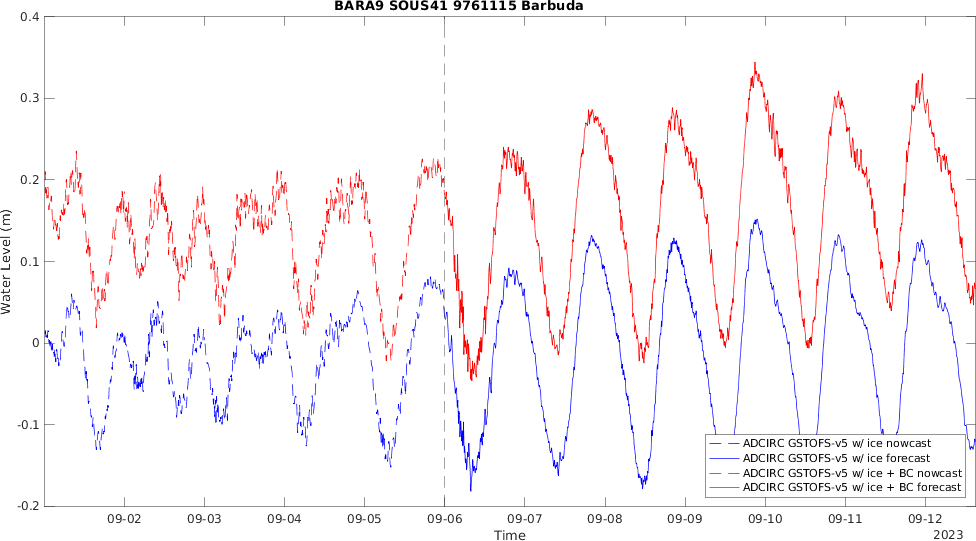 BARA9 SOUS41 9761115 Barbuda
0.4
0.3
0.2
0.1
0
-0.1
-0.2
Water Level (m)
ADCIRC GSTOFS-v5 w/ ice nowcast
ADCIRC GSTOFS-v5 w/ ice forecast
ADCIRC GSTOFS-v5 w/ ice + BC nowcast
ADCIRC GSTOFS-v5 w/ ice + BC forecast
09-02 09-03 09-04 09-05 09-06 09-07 09-08 09-09 09-10 09-11 09-12
Time
2023